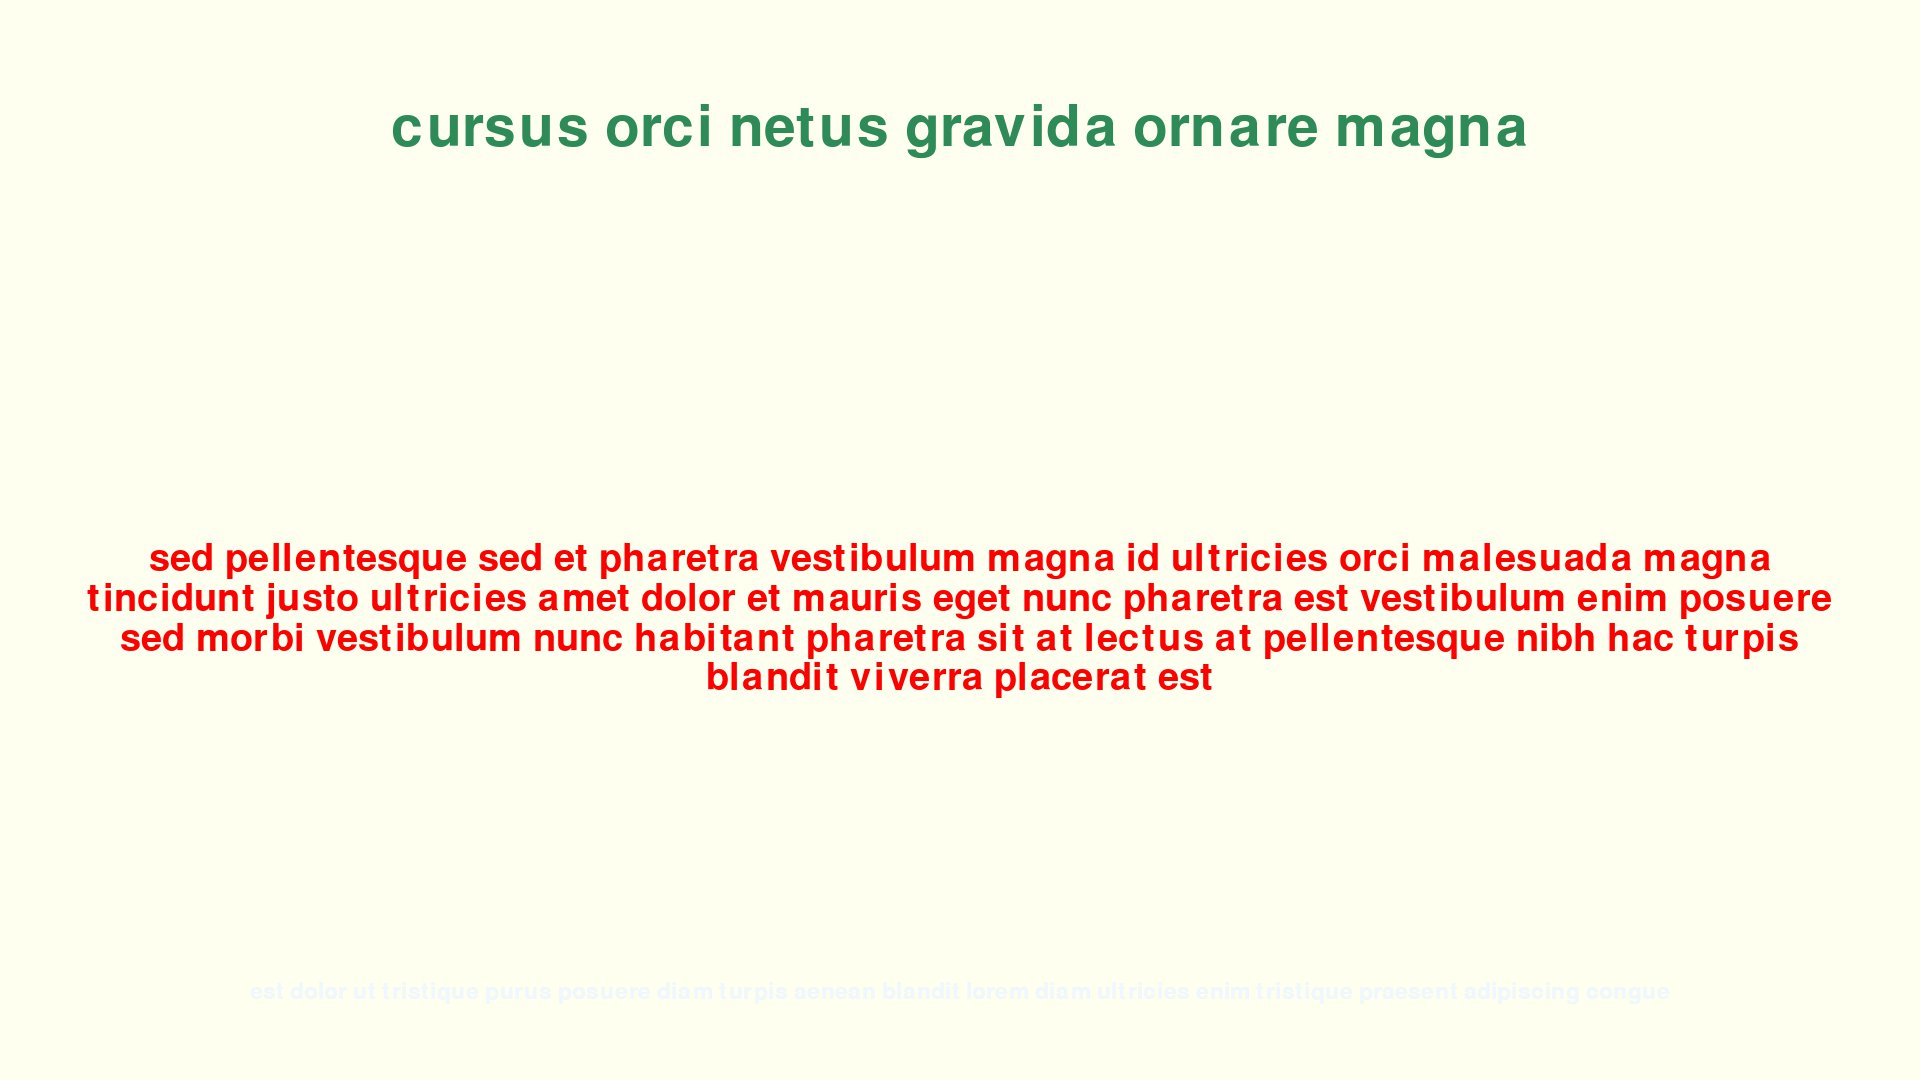 cursus orci netus gravida ornare magna
sed pellentesque sed et pharetra vestibulum magna id ultricies orci malesuada magna
tincidunt justo ultricies amet dolor et mauris eget nunc pharetra est vestibulum enim posuere
sed morbi vestibulum nunc habitant pharetra sit at lectus at pellentesque nibh hac turpis
blandit viverra placerat est
est dolor ut tristique purus posuere diam turpis aenean blandit lorem diam ultricies enim tristique praesent adipiscing congue